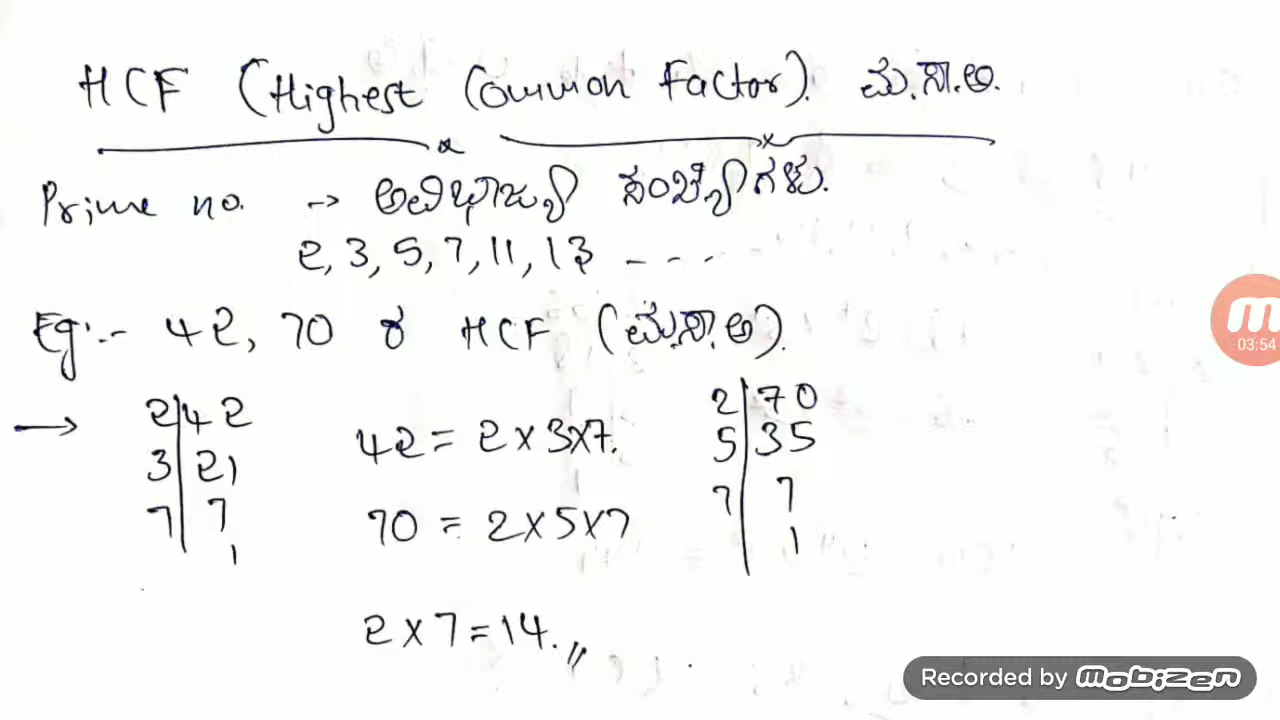 HCF (Highest Common Factor). ಮ.ಸಾ.ಅ.
Prime no. → ಅವಿಭಾಜ್ಯ ಸಂಖ್ಯೆಗಳು.
2, 3, 5, 7, 11, 13 - - - -
Eg:- 42, 70 ರ HCF (ಮ.ಸಾ.ಅ).
→ 2 | 42
3 | 21
7 | 7
1
42 = 2 x 3 x 7.
70 = 2 x 5 x 7
2 | 70
5 | 35
7 | 7
1
2 x 7 = 14. //
03:54
Recorded by mobizen